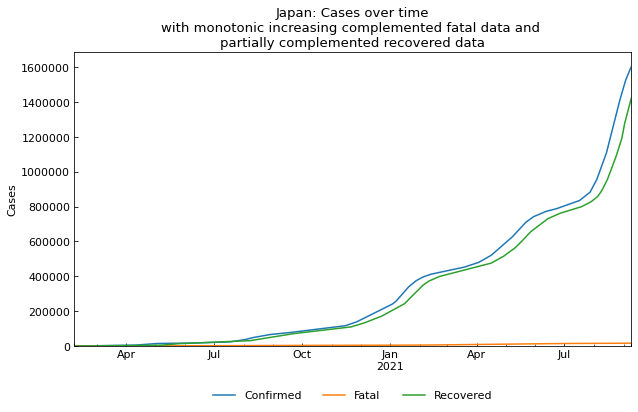 Japan: Cases over time
with monotonic increasing complemented fatal data and
partially complemented recovered data
1600000
1400000
1200000
1000000
800000
600000
400000
200000
0
Cases
Apr Jul Oct Jan Apr Jul
2021
Confirmed Fatal Recovered